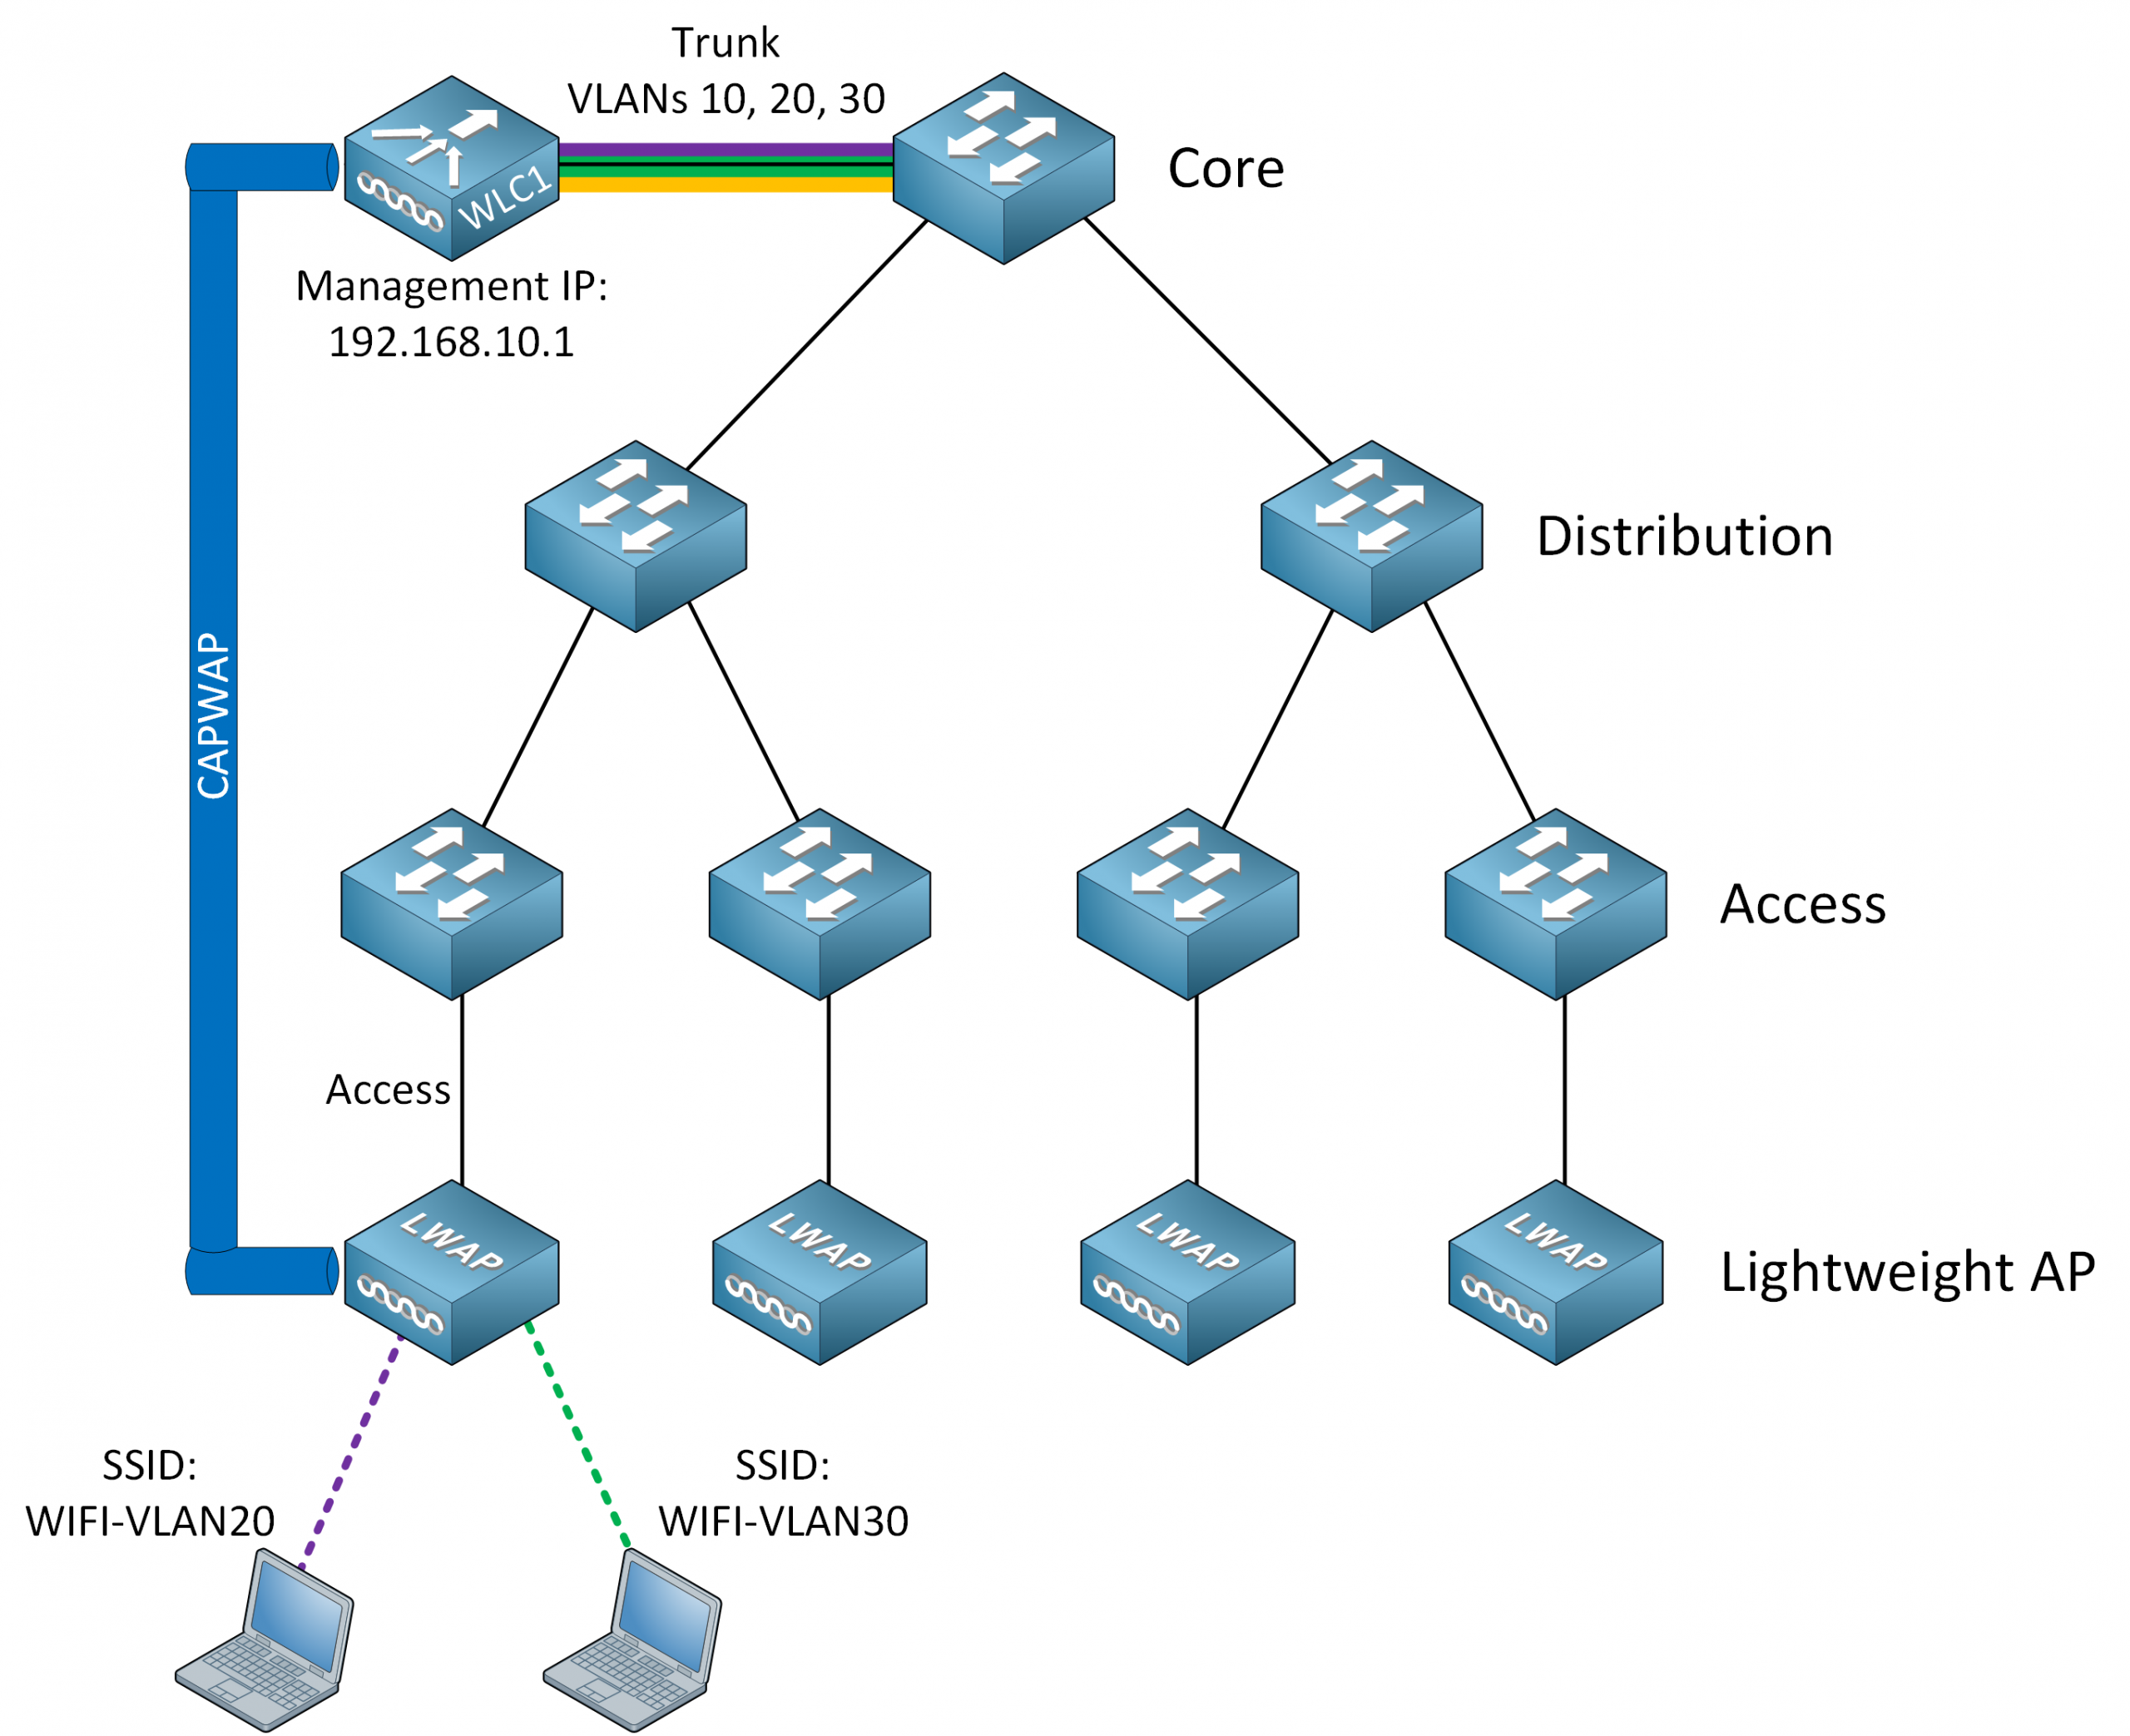 Trunk
VLANs 10, 20, 30
WLC1
Core
Management IP:
192.168.10.1
Distribution
CAPWAP
Access
Access
LWAP
LWAP
LWAP
LWAP
Lightweight AP
SSID:
WIFI-VLAN20
SSID:
WIFI-VLAN30